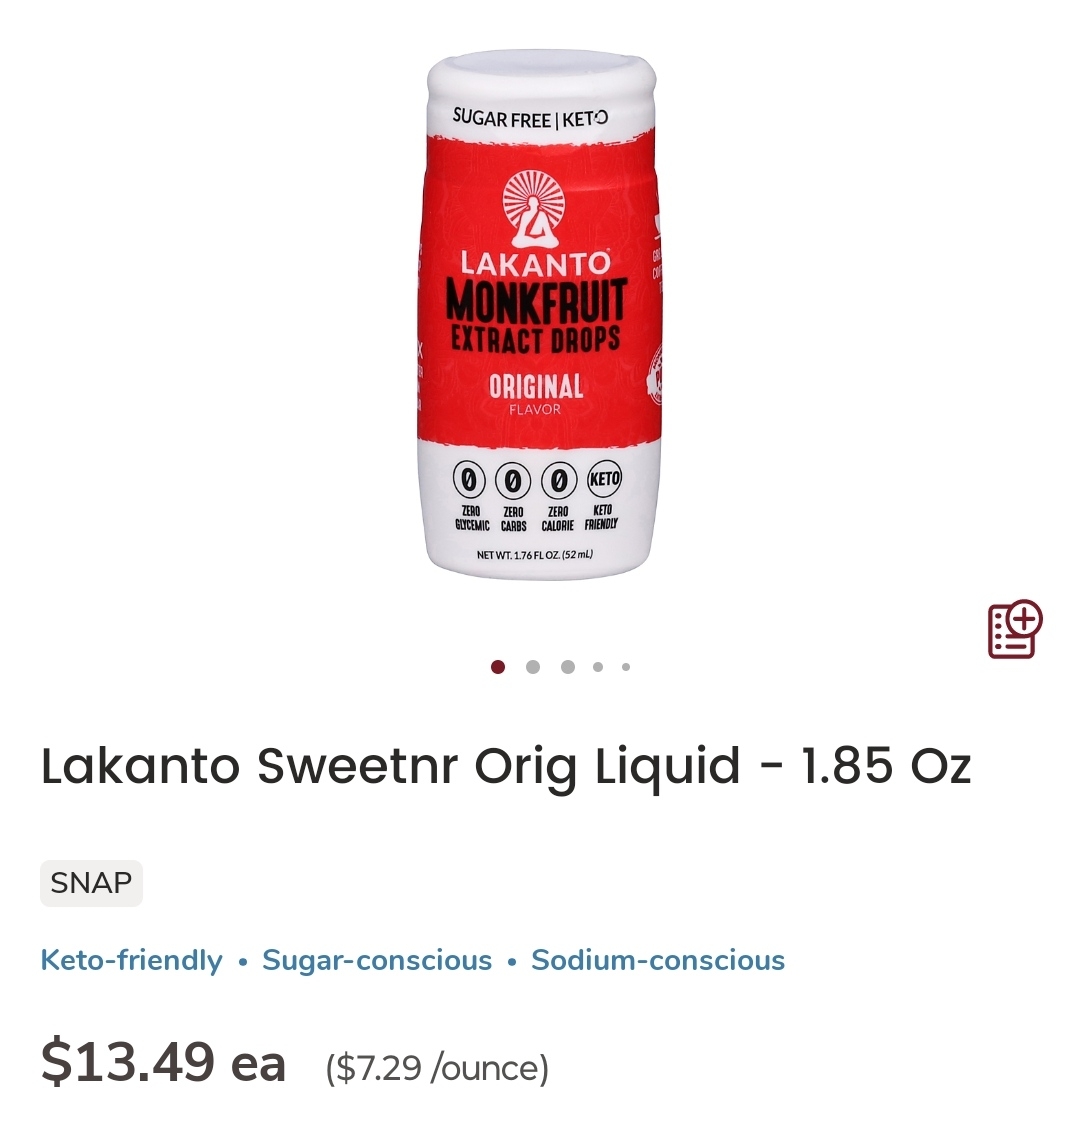 SUGAR FREE | KETO
LAKANTO
MONKFRUIT
EXTRACT DROPS
ORIGINAL
FLAVOR
0 0 0 KETO
ZERO GLYCEMIC
ZERO CARBS
ZERO CALORIE
KETO FRIENDLY
NET WT. 1.76 FL OZ. (52 mL)
Lakanto Sweetnr Orig Liquid - 1.85 Oz
SNAP
Keto-friendly • Sugar-conscious • Sodium-conscious
$13.49 ea ($7.29 /ounce)